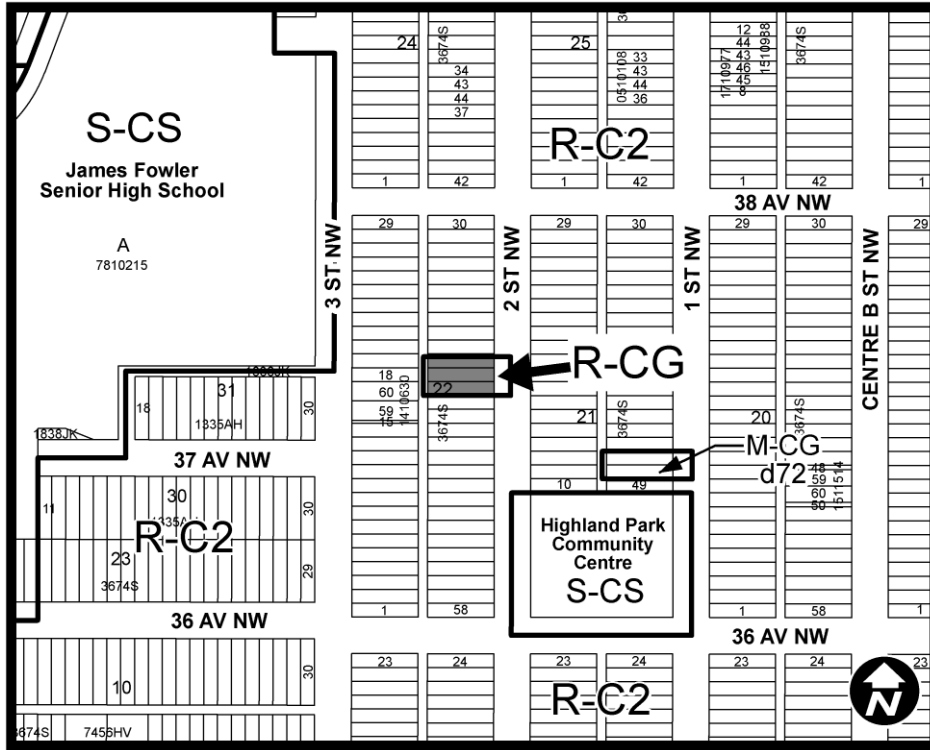 24
3674S
34
43
44
37
1
42
25
0510108
33
43
44
36
1
42
1710977
12
44
43
46
45
8
1510988
3674S
1
42
1
S-CS
James Fowler
Senior High School
A
7810215
R-C2
38 AV NW
3 ST NW
2 ST NW
1 ST NW
CENTRE B ST NW
29
30
29
30
29
30
29
R-CG
18
60
59
15
1410630
22
3674S
21
3674S
20
3674S
M-CG
d72
48
59
60
50
1511514
10
49
18
31
1335AH
30
1838JK
37 AV NW
11
30
30
R-C2
23
3674S
29
Highland Park
Community
Centre
S-CS
1
58
1
58
1
36 AV NW
36 AV NW
10
30
3674S
7456HV
23
24
23
24
23
24
23
R-C2
N